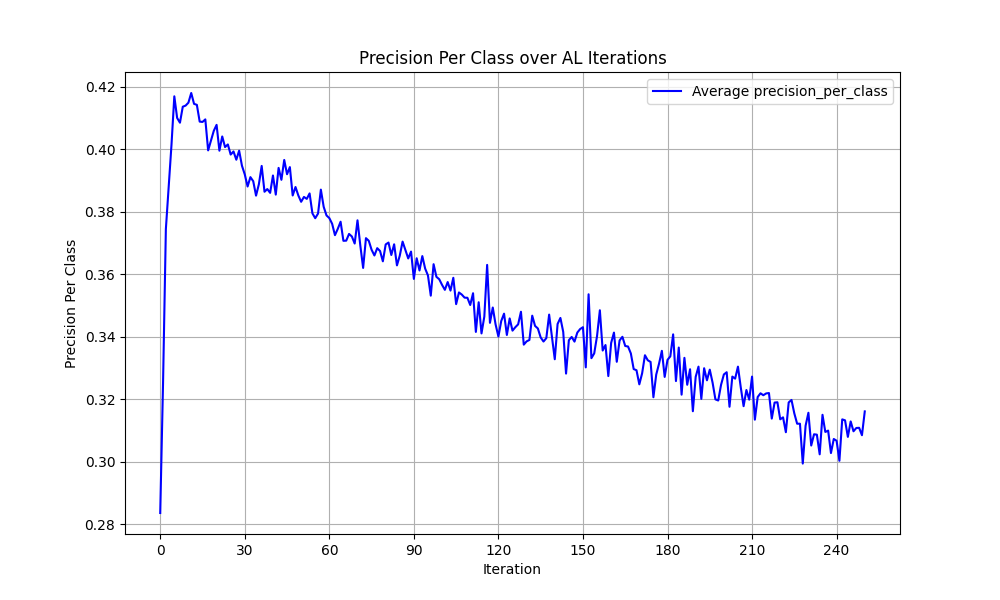 Precision Per Class over AL Iterations
Average precision_per_class
Precision Per Class
0.42
0.40
0.38
0.36
0.34
0.32
0.30
0.28
0 30 60 90 120 150 180 210 240
Iteration